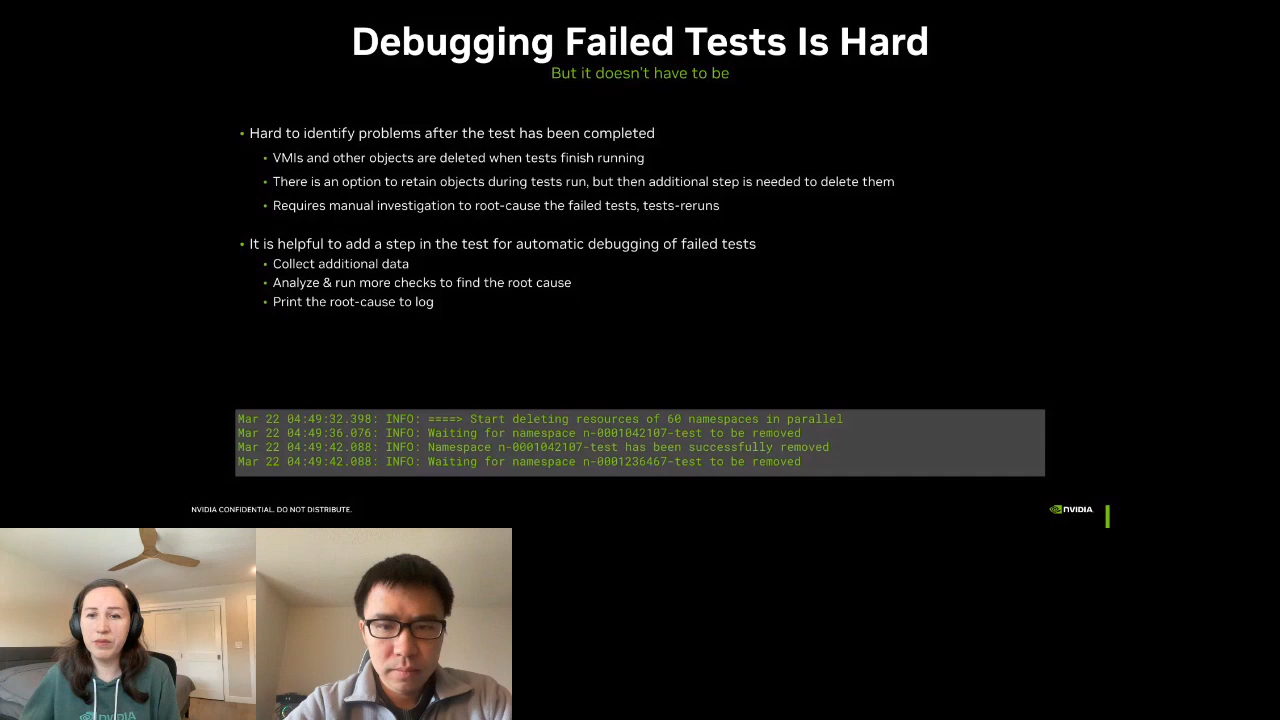 Debugging Failed Tests Is Hard
But it doesn't have to be
• Hard to identify problems after the test has been completed
• VMIs and other objects are deleted when tests finish running
• There is an option to retain objects during tests run, but then additional step is needed to delete them
• Requires manual investigation to root-cause the failed tests, tests-reruns
• It is helpful to add a step in the test for automatic debugging of failed tests
• Collect additional data
• Analyze & run more checks to find the root cause
• Print the root-cause to log
Mar 22 04:49:32.398: INFO: ====> Start deleting resources of 60 namespaces in parallel
Mar 22 04:49:36.076: INFO: Waiting for namespace n-0001042107-test to be removed
Mar 22 04:49:42.088: INFO: Namespace n-0001042107-test has been successfully removed
Mar 22 04:49:42.088: INFO: Waiting for namespace n-0001236467-test to be removed
NVIDIA CONFIDENTIAL. DO NOT DISTRIBUTE.
NVIDIA.
NVIDIA